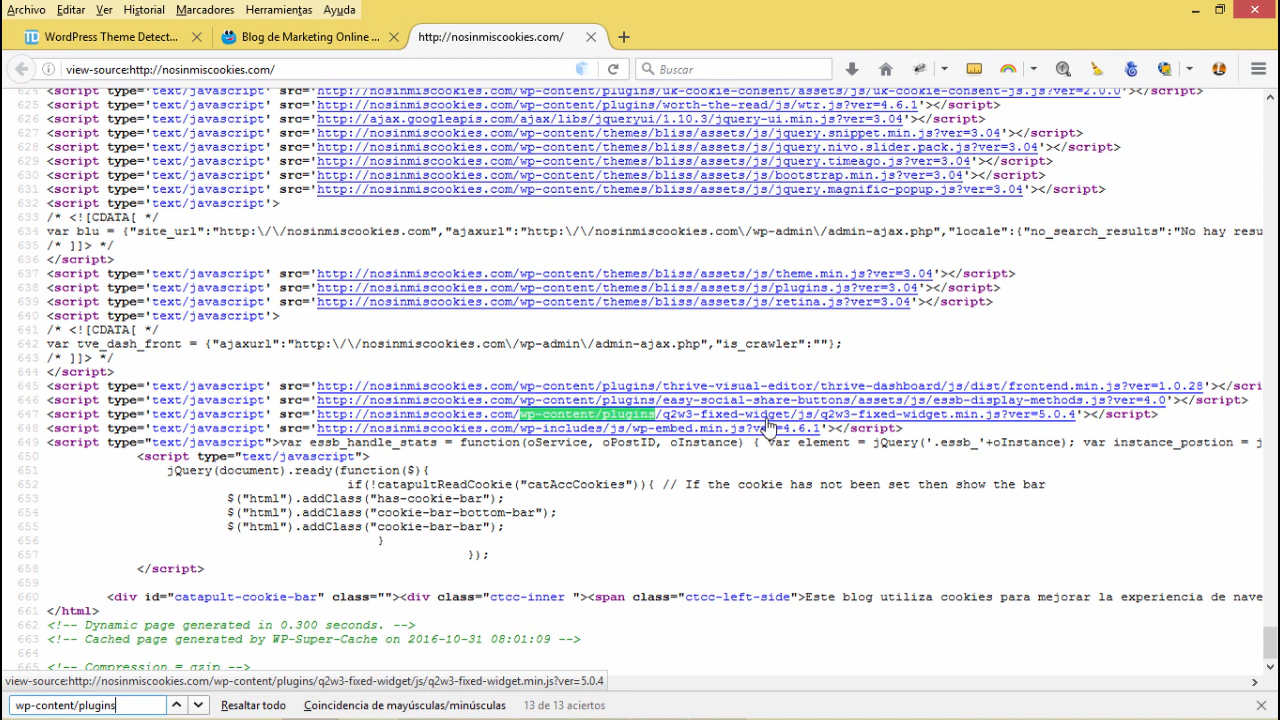 Archivo Editar Ver Historial Marcadores Herramientas Ayuda
WordPress Theme Detect... Blog de Marketing Online ... http://nosinmiscookies.com/
view-source:http://nosinmiscookies.com/ Buscar
624 <script type='text/javascript' src='http://nosinmiscookies.com/wp-content/plugins/uk-cookie-consent/assets/js/uk-cookie-consent-js.js?ver=2.0.0'></script>
625 <script type='text/javascript' src='http://nosinmiscookies.com/wp-content/plugins/worth-the-read/js/wtr.js?ver=4.6.1'></script>
626 <script type='text/javascript' src='http://ajax.googleapis.com/ajax/libs/jqueryui/1.10.3/jquery-ui.min.js?ver=3.04'></script>
627 <script type='text/javascript' src='http://nosinmiscookies.com/wp-content/themes/bliss/assets/js/jquery.snippet.min.js?ver=3.04'></script>
628 <script type='text/javascript' src='http://nosinmiscookies.com/wp-content/themes/bliss/assets/js/jquery.nivo.slider.pack.js?ver=3.04'></script>
629 <script type='text/javascript' src='http://nosinmiscookies.com/wp-content/themes/bliss/assets/js/jquery.timeago.js?ver=3.04'></script>
630 <script type='text/javascript' src='http://nosinmiscookies.com/wp-content/themes/bliss/assets/js/bootstrap.min.js?ver=3.04'></script>
631 <script type='text/javascript' src='http://nosinmiscookies.com/wp-content/themes/bliss/assets/js/jquery.magnific-popup.js?ver=3.04'></script>
632 <script type='text/javascript'>
633 /* <![CDATA[ */
634 var blu = {"site_url":"http:\/\/nosinmiscookies.com","ajaxurl":"http:\/\/nosinmiscookies.com\/wp-admin\/admin-ajax.php","locale":{"no_search_results":"No hay resu
635 /* ]]> */
636 </script>
637 <script type='text/javascript' src='http://nosinmiscookies.com/wp-content/themes/bliss/assets/js/theme.min.js?ver=3.04'></script>
638 <script type='text/javascript' src='http://nosinmiscookies.com/wp-content/themes/bliss/assets/js/plugins.js?ver=3.04'></script>
639 <script type='text/javascript' src='http://nosinmiscookies.com/wp-content/themes/bliss/assets/js/retina.js?ver=3.04'></script>
640 <script type='text/javascript'>
641 /* <![CDATA[ */
642 var tve_dash_front = {"ajaxurl":"http:\/\/nosinmiscookies.com\/wp-admin\/admin-ajax.php","is_crawler":""};
643 /* ]]> */
644 </script>
645 <script type='text/javascript' src='http://nosinmiscookies.com/wp-content/plugins/thrive-visual-editor/thrive-dashboard/js/dist/frontend.min.js?ver=1.0.28'></scri
646 <script type='text/javascript' src='http://nosinmiscookies.com/wp-content/plugins/easy-social-share-buttons/assets/js/essb-display-methods.js?ver=4.0'></script>
647 <script type='text/javascript' src='http://nosinmiscookies.com/wp-content/plugins/q2w3-fixed-widget/js/q2w3-fixed-widget.min.js?ver=5.0.4'></script>
648 <script type='text/javascript' src='http://nosinmiscookies.com/wp-includes/js/wp-embed.min.js?ver=4.6.1'></script>
649 <script type="text/javascript">var essb_handle_stats = function(oService, oPostID, oInstance) { var element = jQuery('.essb_'+oInstance); var instance_postion = j
650 <script type="text/javascript">
651 jQuery(document).ready(function($){
652 if(!catapultReadCookie("catAccCookies")){ // If the cookie has not been set then show the bar
653 $("html").addClass("has-cookie-bar");
654 $("html").addClass("cookie-bar-bottom-bar");
655 $("html").addClass("cookie-bar-bar");
656 }
657 });
658 </script>
659
660 <div id="catapult-cookie-bar" class=""><div class="ctcc-inner "><span class="ctcc-left-side">Este blog utiliza cookies para mejorar la experiencia de nave
661 </html>
662 <!-- Dynamic page generated in 0.300 seconds. -->
663 <!-- Cached page generated by WP-Super-Cache on 2016-10-31 08:01:09 -->
664
665 <!-- Compression = gzip -->
view-source:http://nosinmiscookies.com/wp-content/plugins/q2w3-fixed-widget/js/q2w3-fixed-widget.min.js?ver=5.0.4
wp-content/plugins Resaltar todo Coincidencia de mayúsculas/minúsculas 13 de 13 aciertos